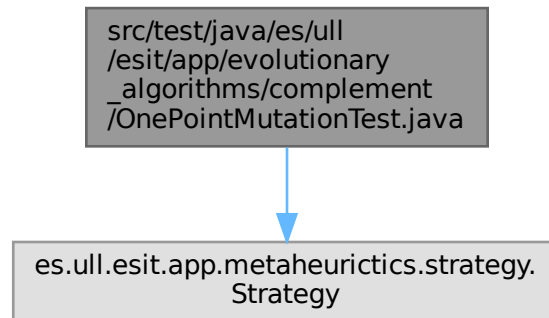 src/test/java/es/ull
/esit/app/evolutionary
_algorithms/complement
/OnePointMutationTest.java
es.ull.esit.app.metaheurictics.strategy.
Strategy